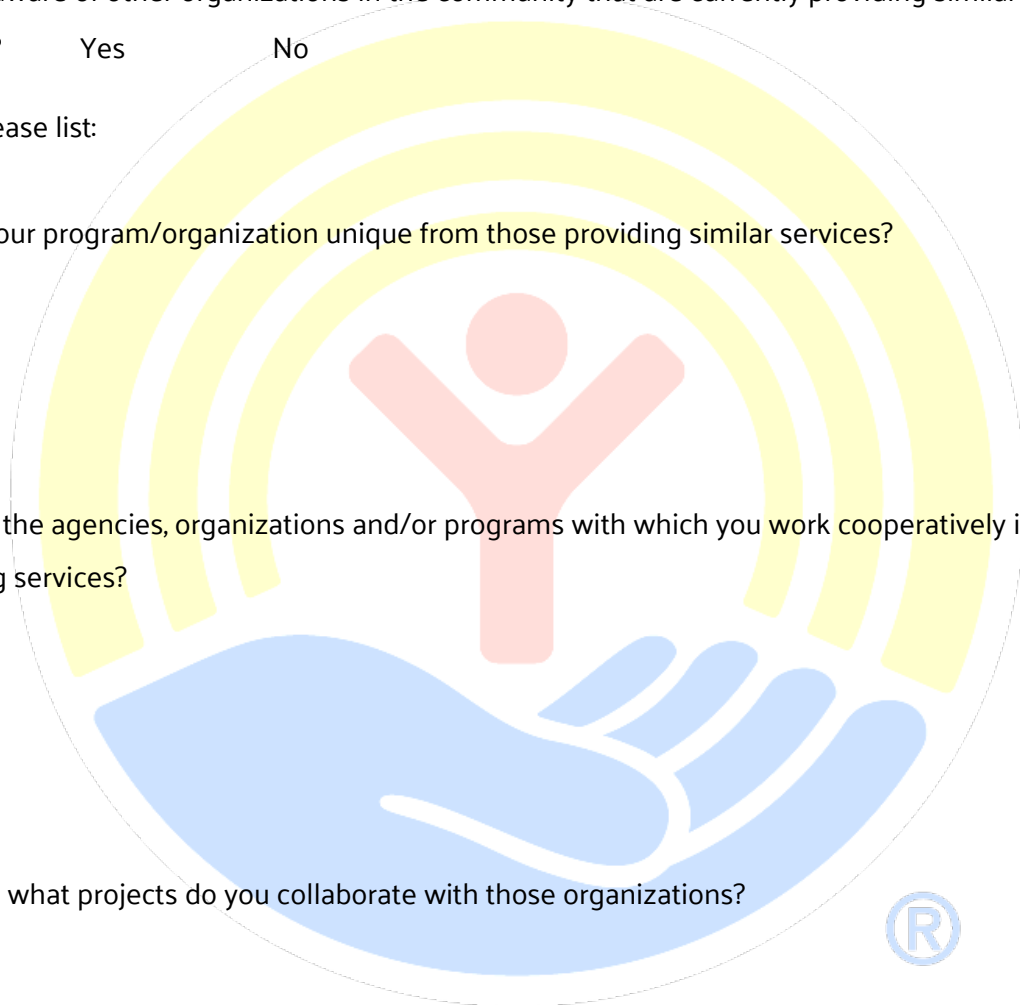 aware of other organizations in the community that are currently providing similar
? Yes No
ease list:
our program/organization unique from those providing similar services?
the agencies, organizations and/or programs with which you work cooperatively i
g services?
what projects do you collaborate with those organizations?
®